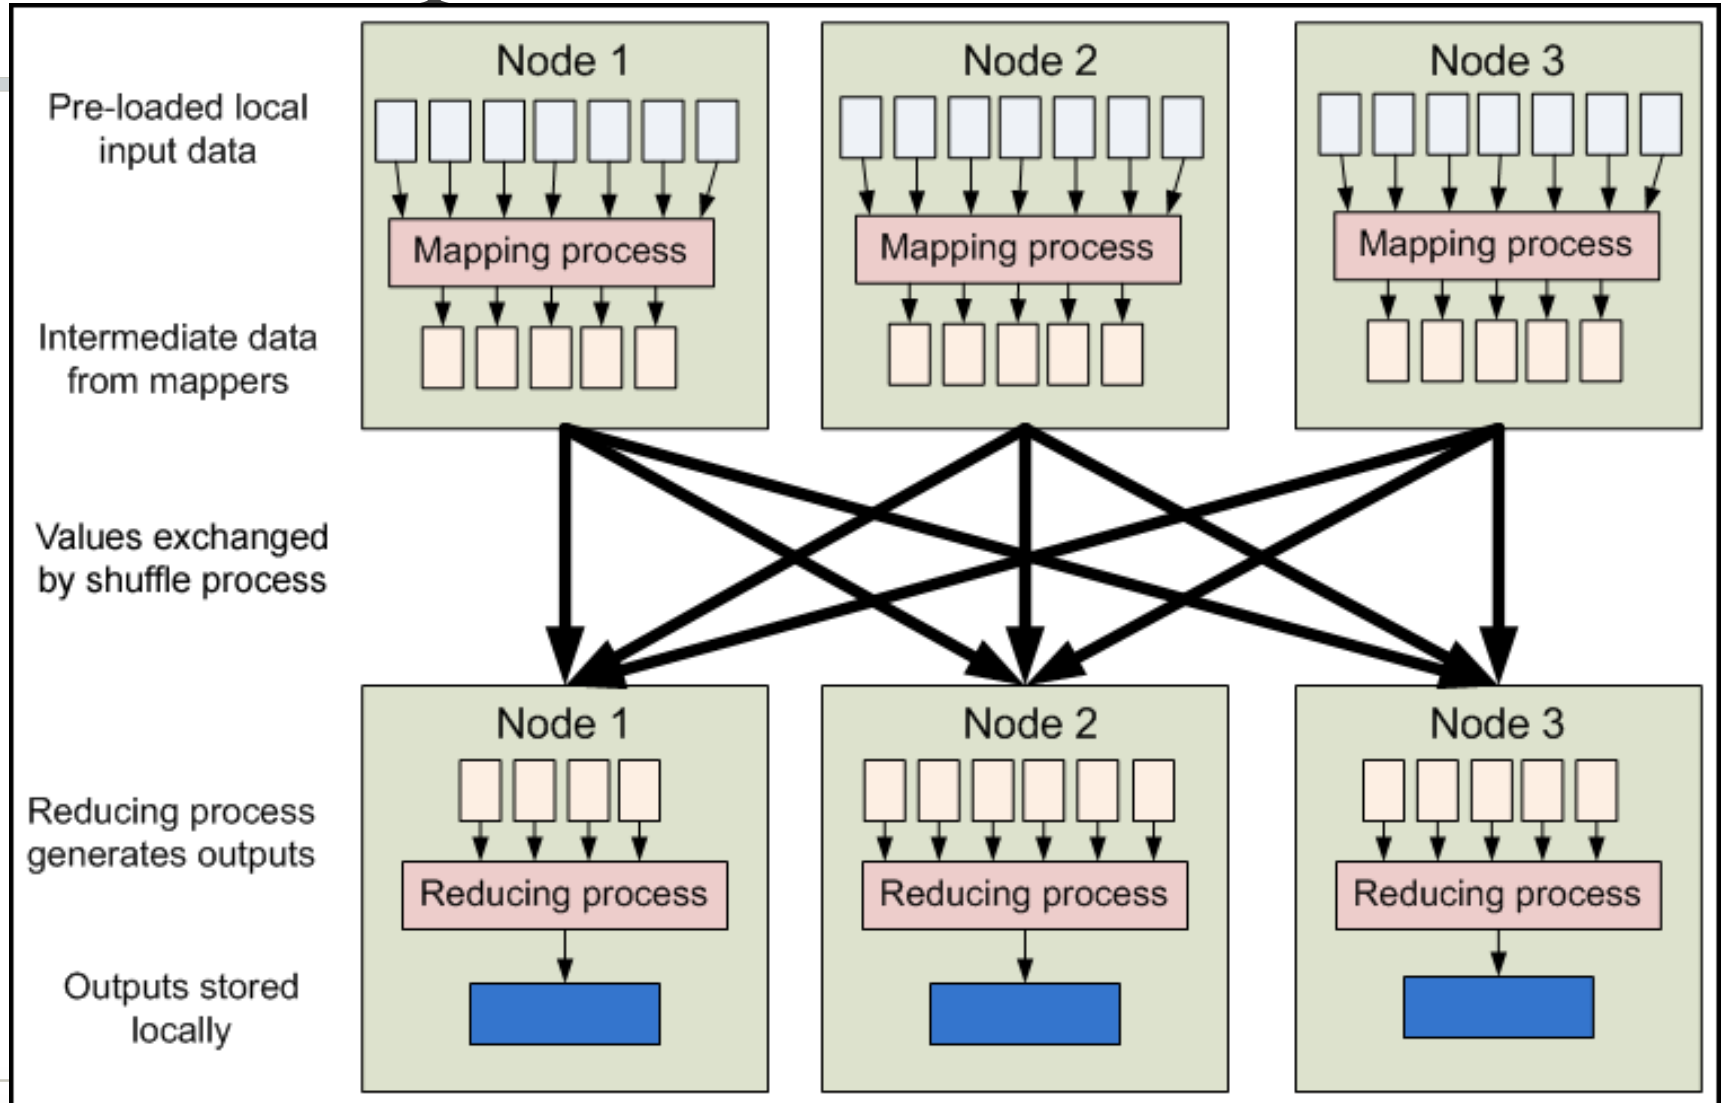 Node 1
Node 2
Node 3
Pre-loaded local
input data
Mapping process
Mapping process
Mapping process
Intermediate data
from mappers
Values exchanged
by shuffle process
Node 1
Node 2
Node 3
Reducing process
generates outputs
Reducing process
Reducing process
Reducing process
Outputs stored
locally